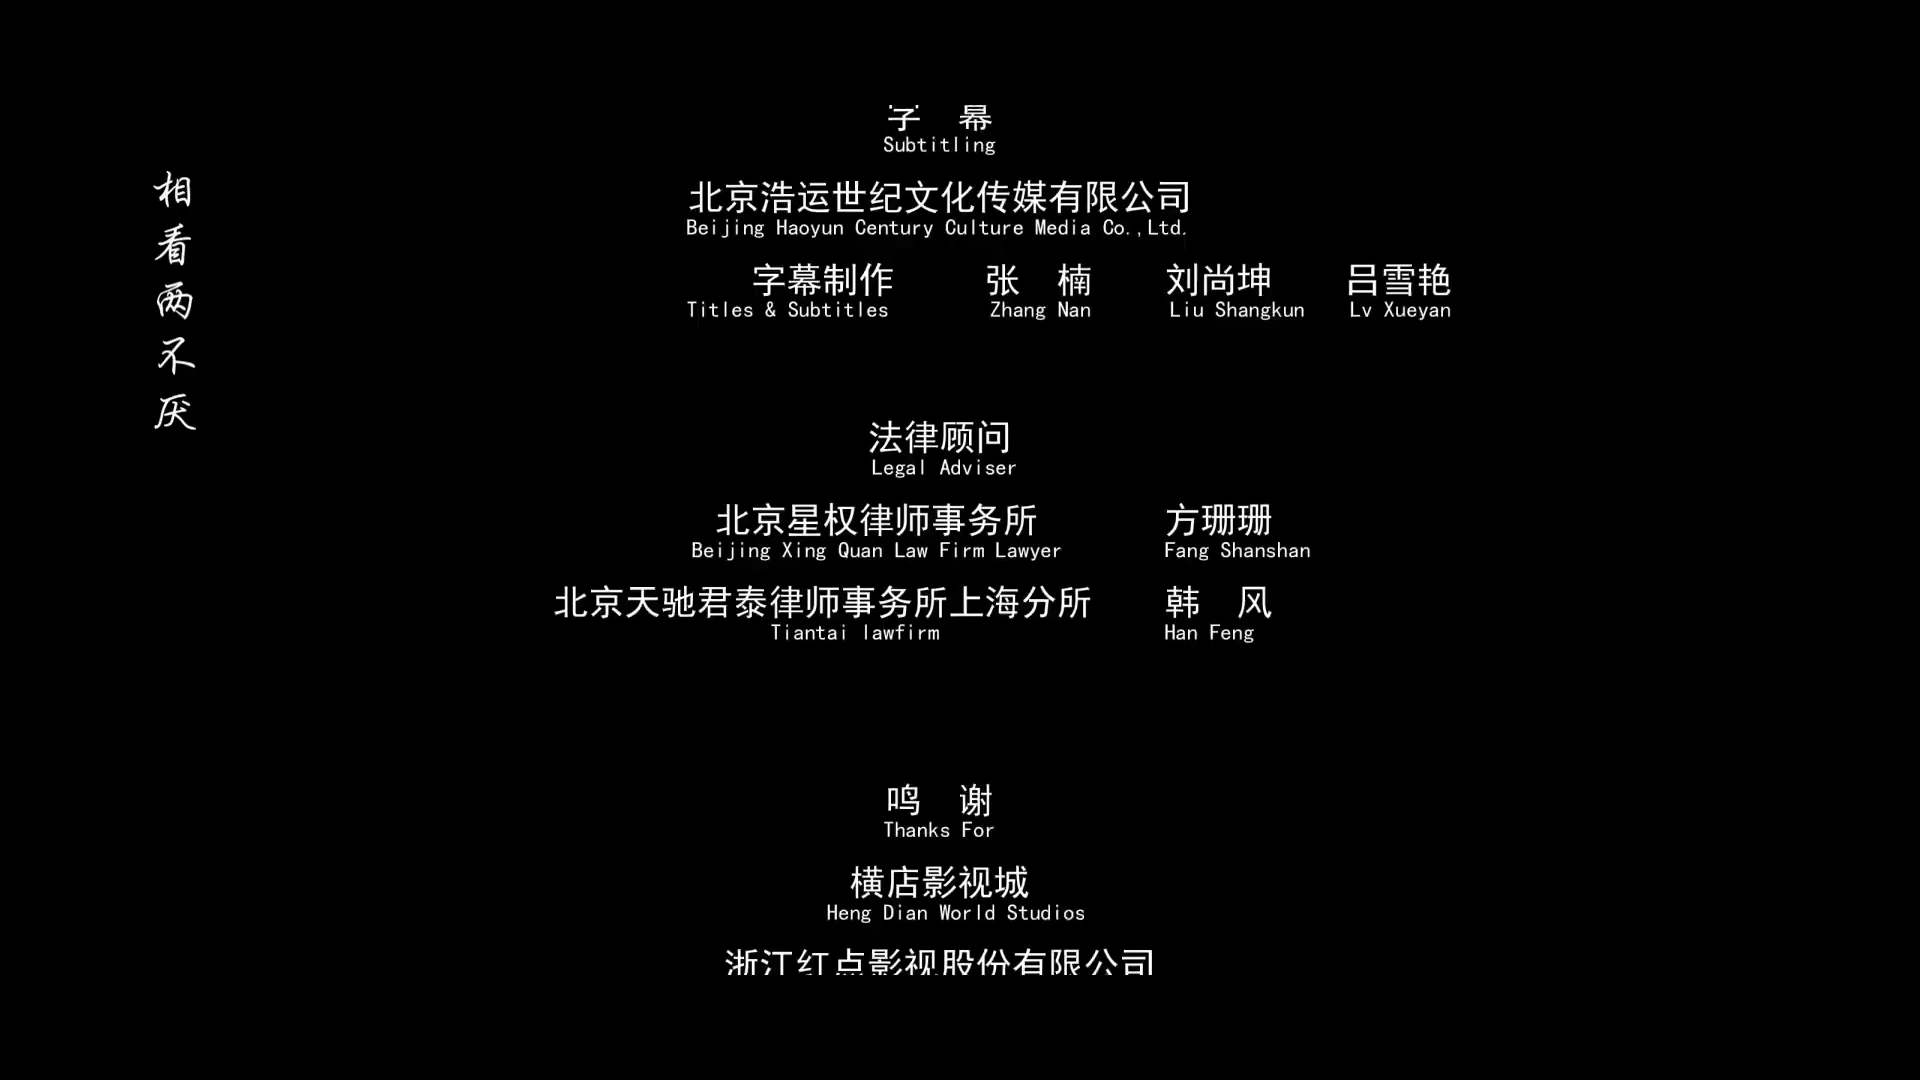 相看两不厌
字 幕
Subtitling
北京浩运世纪文化传媒有限公司
Beijing Haoyun Century Culture Media Co.,Ltd.
字幕制作 张 楠 刘尚坤 吕雪艳
Titles & Subtitles Zhang Nan Liu Shangkun Lv Xueyan
法律顾问
Legal Adviser
北京星权律师事务所 方珊珊
Beijing Xing Quan Law Firm Lawyer Fang Shanshan
北京天驰君泰律师事务所上海分所 韩 风
Tiantai lawfirm Han Feng
鸣 谢
Thanks For
横店影视城
Heng Dian World Studios
浙江红点影视股份有限公司